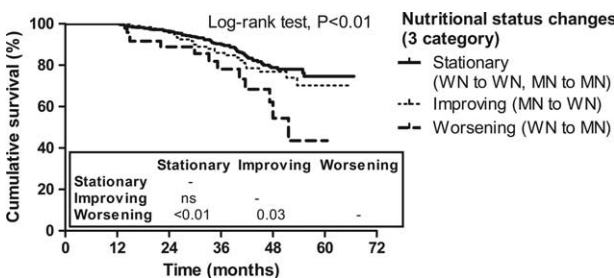 Log-rank test, P<0.01
Cumulative survival (%)
100
80
60
40
20
0
Stationary Improving Worsening
Stationary -
Improving ns -
Worsening <0.01 0.03 -
0 12 24 36 48 60 72
Time (months)
Nutritional status changes
(3 category)
Stationary
(WN to WN, MN to MN)
Improving (MN to WN)
Worsening (WN to MN)